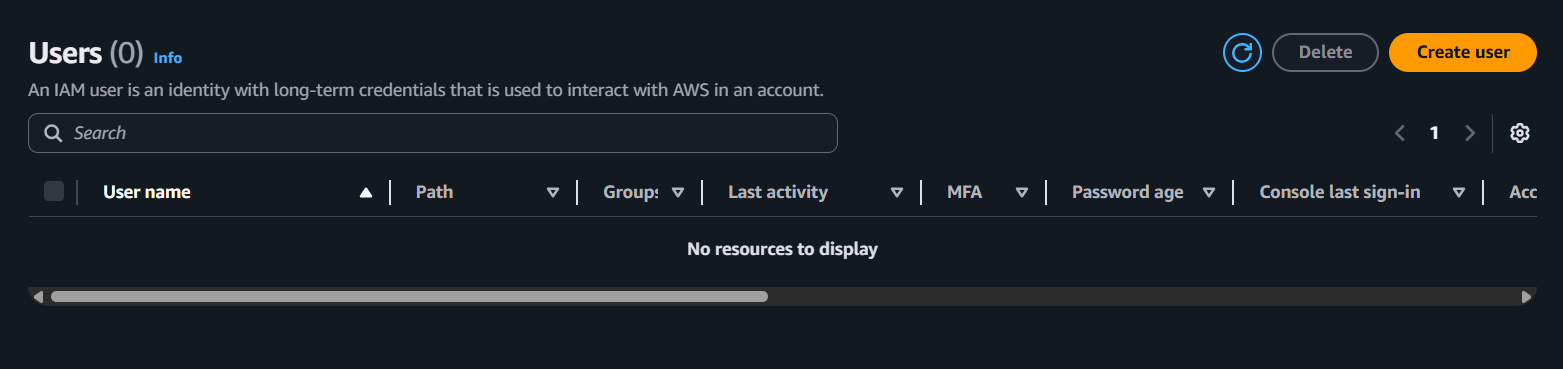 Users (0) Info
Delete
Create user
An IAM user is an identity with long-term credentials that is used to interact with AWS in an account.
Search
1
User name Path Groups Last activity MFA Password age Console last sign-in Acc
No resources to display